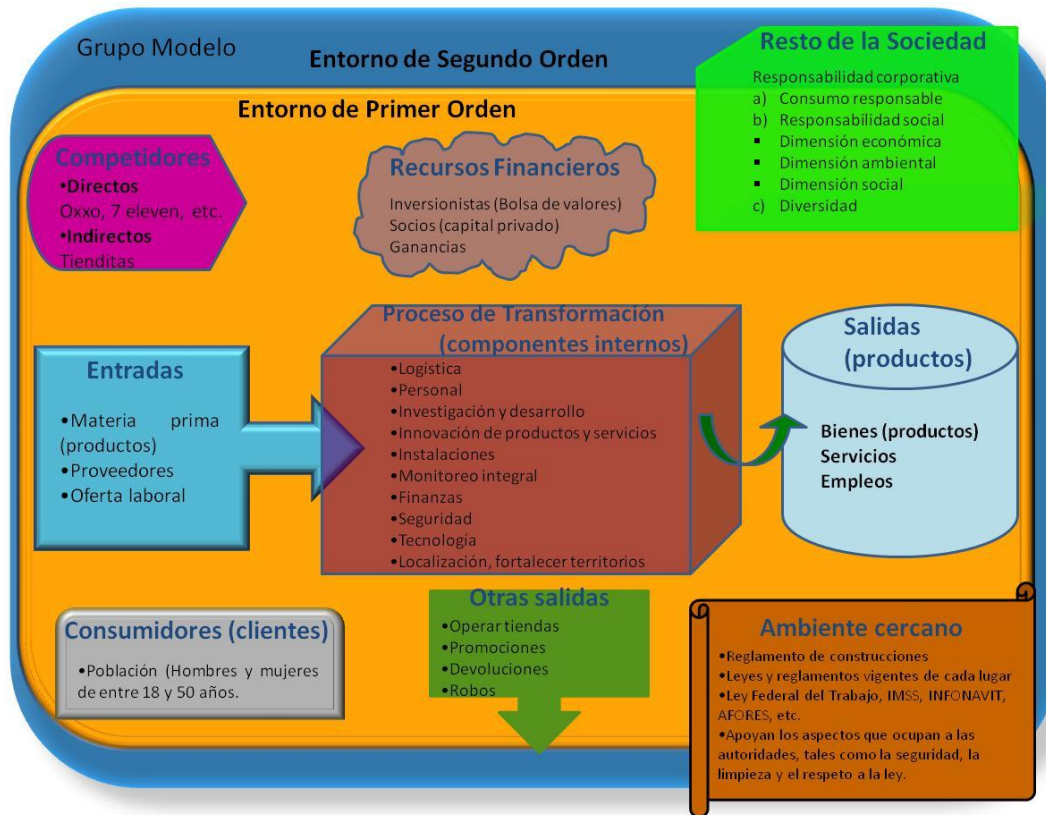 Grupo Modelo
Entorno de Segundo Orden
Resto de la Sociedad
Responsabilidad corporativa
a) Consumo responsable
b) Responsabilidad social
▪ Dimensión económica
▪ Dimensión ambiental
▪ Dimensión social
c) Diversidad
Entorno de Primer Orden
Competidores
•Directos
Oxxo, 7 eleven, etc.
•Indirectos
Tienditas
Recursos Financieros
Inversionistas (Bolsa de valores)
Socios (capital privado)
Ganancias
Entradas
•Materia prima
(productos)
•Proveedores
•Oferta laboral
Proceso de Transformación
(componentes internos)
•Logística
•Personal
•Investigación y desarrollo
•Innovación de productos y servicios
•Instalaciones
•Monitoreo integral
•Finanzas
•Seguridad
•Tecnología
•Localización, fortalecer territorios
Salidas
(productos)
Bienes (productos)
Servicios
Empleos
Consumidores (clientes)
•Población (Hombres y mujeres
de entre 18 y 50 años.
Otras salidas
•Operar tiendas
•Promociones
•Devoluciones
•Robos
Ambiente cercano
•Reglamento de construcciones
•Leyes y reglamentos vigentes de cada lugar
•Ley Federal del Trabajo, IMSS, INFONAVIT,
AFORES, etc.
•Apoyan los aspectos que ocupan a las
autoridades, tales como la seguridad, la
limpieza y el respeto a la ley.